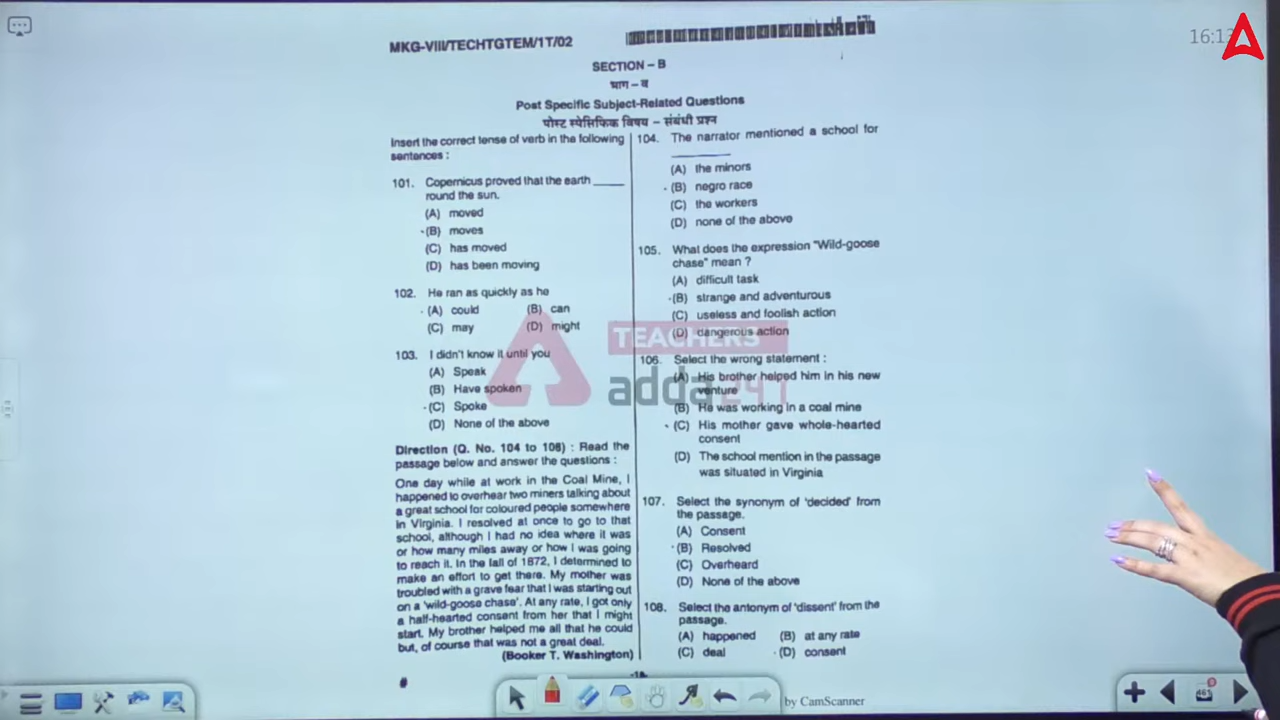 MKG-VIII/TECHTGTEM/1T/02
16:13
SECTION – B
भाग – ब
Post Specific Subject-Related Questions
पोस्ट स्पेसिफिक विषय – संबंधी प्रश्न
Insert the correct tense of verb in the following
sentences :
101. Copernicus proved that the earth ____
round the sun.
(A) moved
(B) moves
(C) has moved
(D) has been moving
102. He ran as quickly as he
(A) could (B) can
(C) may (D) might
103. I didn't know it until you
(A) Speak
(B) Have spoken
(C) Spoke
(D) None of the above
Direction (Q. No. 104 to 108) : Read the
passage below and answer the questions :
One day while at work in the Coal Mine, I
happened to overhear two miners talking about
a great school for coloured people somewhere
in Virginia. I resolved at once to go to that
school, although I had no idea where it was
or how many miles away or how I was going
to reach it. In the fall of 1872, I determined to
make an effort to get there. My mother was
troubled with a grave fear that I was starting out
on a 'wild-goose chase'. At any rate, I got only
a half-hearted consent from her that I might
start. My brother helped me all that he could
but, of course that was not a great deal.
(Booker T. Washington)
104. The narrator mentioned a school for
________
(A) the minors
(B) negro race
(C) the workers
(D) none of the above
105. What does the expression "Wild-goose
chase" mean ?
(A) difficult task
(B) strange and adventurous
(C) useless and foolish action
(D) dangerous action
106. Select the wrong statement :
(A) His brother helped him in his new
venture
(B) He was working in a coal mine
(C) His mother gave whole-hearted
consent
(D) The school mention in the passage
was situated in Virginia
107. Select the synonym of 'decided' from
the passage.
(A) Consent
(B) Resolved
(C) Overheard
(D) None of the above
108. Select the antonym of 'dissent' from the
passage.
(A) happened (B) at any rate
(C) deal (D) consent
TEACHERS
adda247
by CamScanner
461